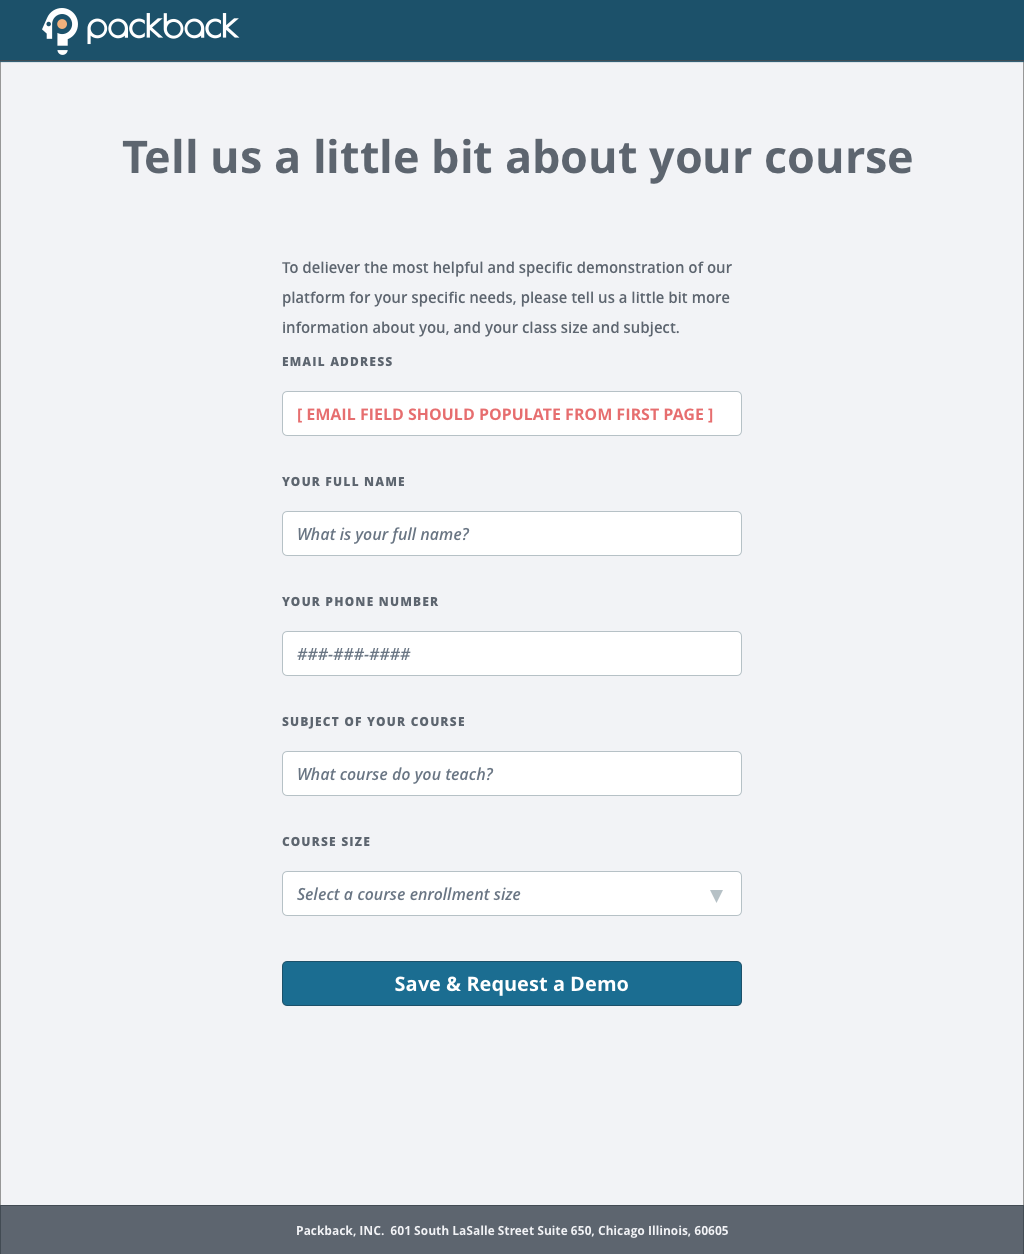 packback
Tell us a little bit about your course
To deliever the most helpful and specific demonstration of our
platform for your specific needs, please tell us a little bit more
information about you, and your class size and subject.
EMAIL ADDRESS
[ EMAIL FIELD SHOULD POPULATE FROM FIRST PAGE ]
YOUR FULL NAME
What is your full name?
YOUR PHONE NUMBER
###-###-####
SUBJECT OF YOUR COURSE
What course do you teach?
COURSE SIZE
Select a course enrollment size
Save & Request a Demo
Packback, INC.  601 South LaSalle Street Suite 650, Chicago Illinois, 60605